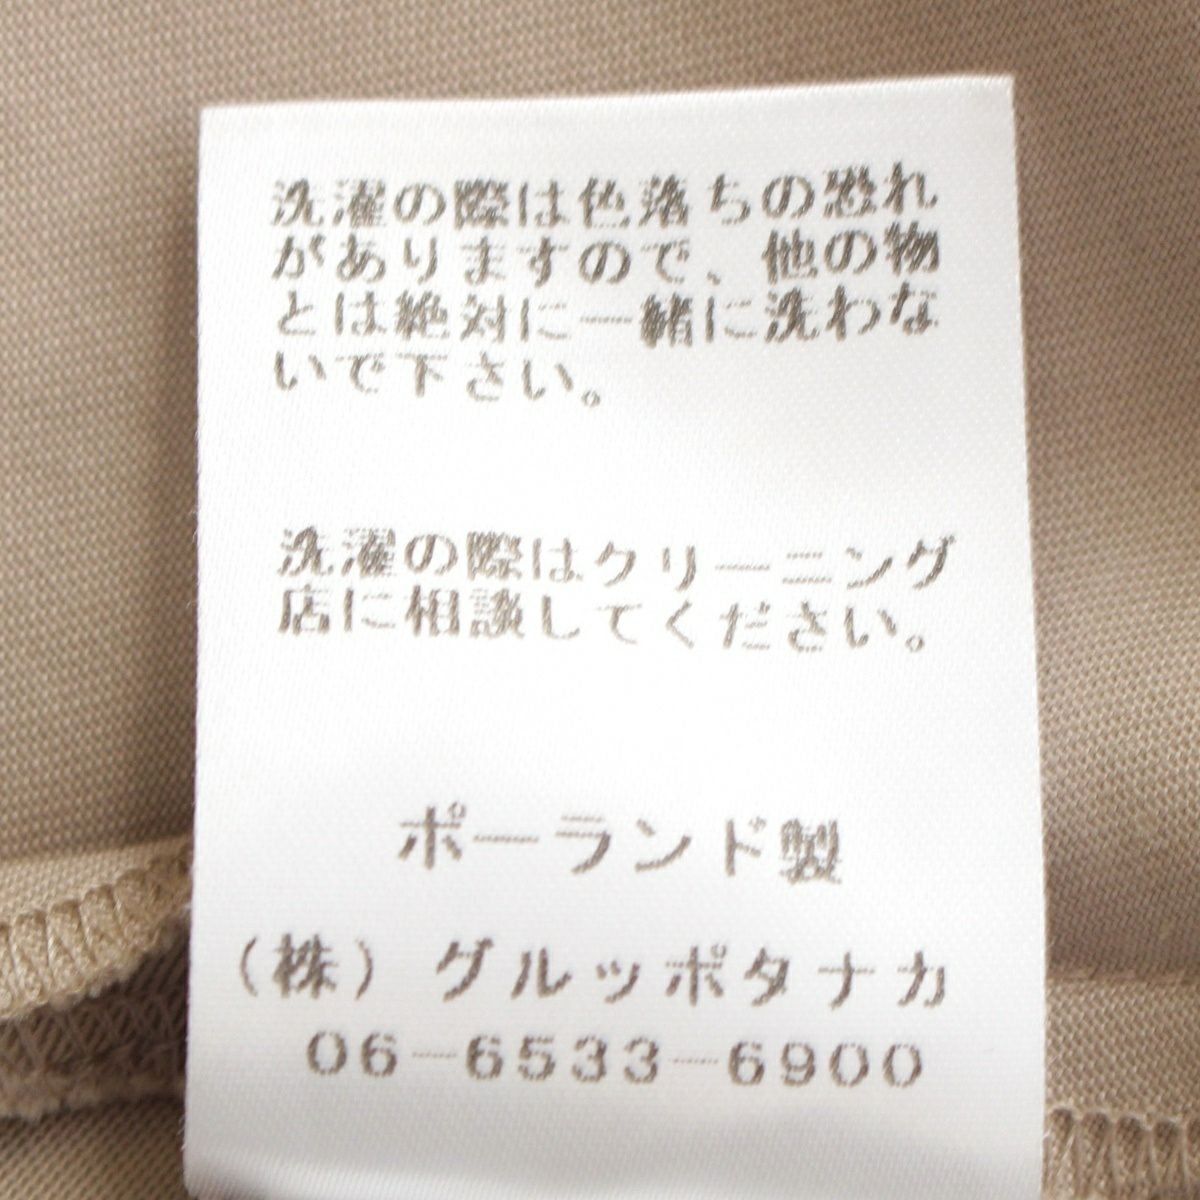 洗濯の際は色落ちの恐れ
がありますので、他の物
とは絶対に一緒に洗わな
いで下さい。
洗濯の際はクリーニング
店に相談してください。
ポーランド製
(株)グルッポタナカ
06-6533-6900